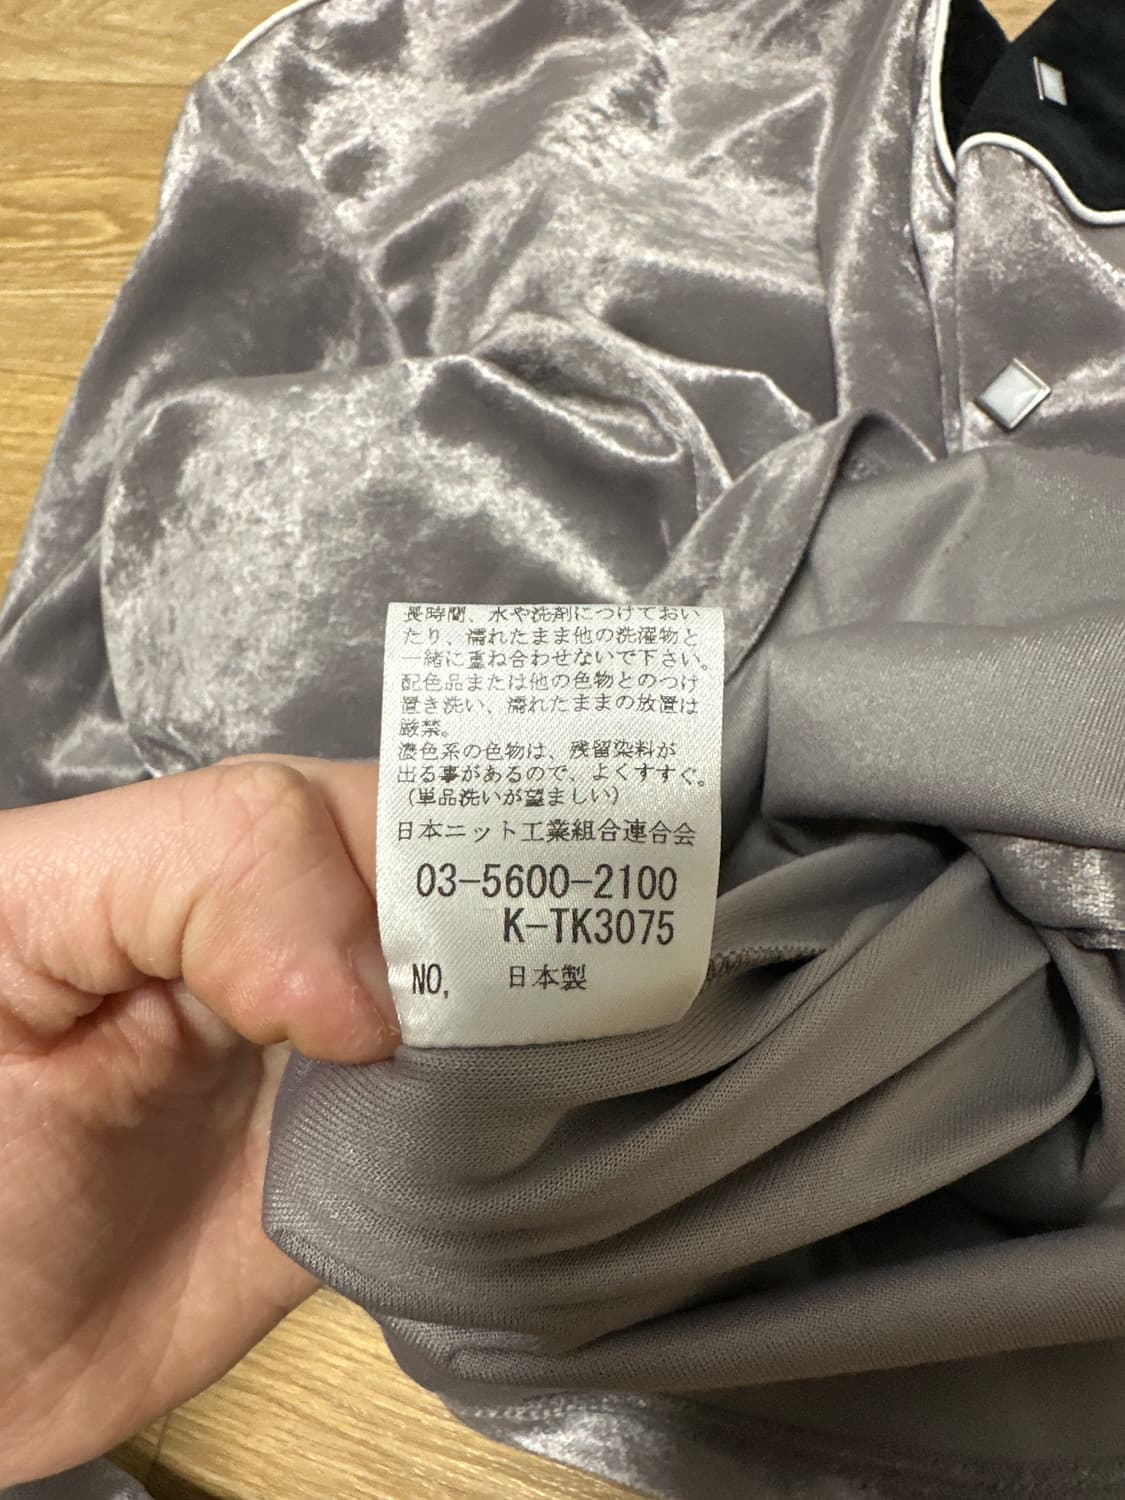 長時間、水や洗剤につけておい
たり、濡れたまま他の洗濯物と
一緒に重ね合わせないで下さい。
配色品または他の色物とのつけ
置き洗い、濡れたままの放置は
厳禁。
濃色系の色物は、残留染料が
出る事があるので、よくすすぐ。
（単品洗いが望ましい）
日本ニット工業組合連合会
03-5600-2100
K-TK3075
NO, 日本製